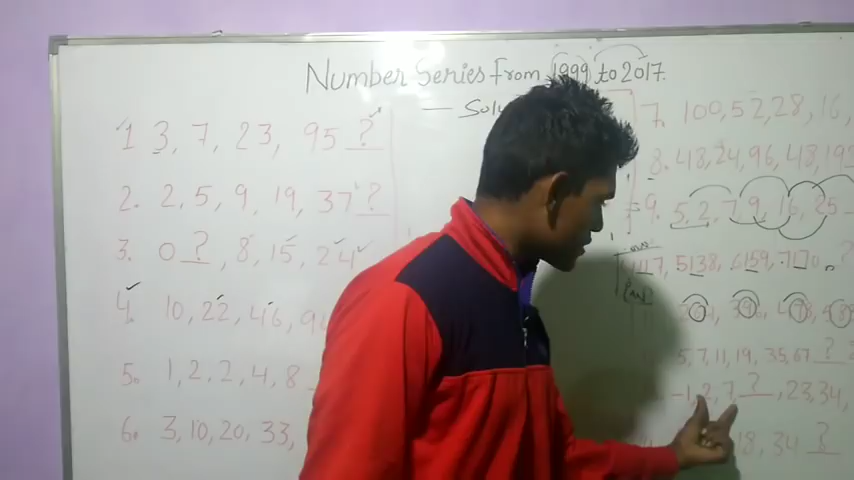 Number Series From 1999 to 2017.
— Solu
1 3, 7, 23, 95 ?
2. 2, 5, 9, 19, 37 ?
3. 0 ?, 8, 15, 24
4. 10, 22, 46, 9
5. 1, 2, 2, 4, 8
6. 3, 10, 20, 33,
7. 100, 52, 28, 16,
8. 48, 24, 96, 48, 19
9. 5, 2, 7, 9, 16, 25
117, 5138, 6159, 7170 ?
5, 7, 11, 19, 35, 67 ?
-1, 2, 7, ?, 23, 34,
18, 34 ?